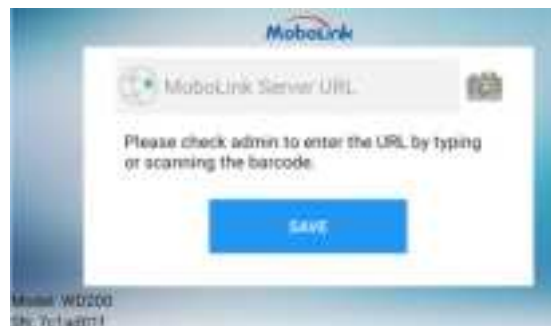 MoboLink
MoboLink Server URL
Please check admin to enter the URL by typing
or scanning the barcode.
SAVE
Model: WD200
SN: